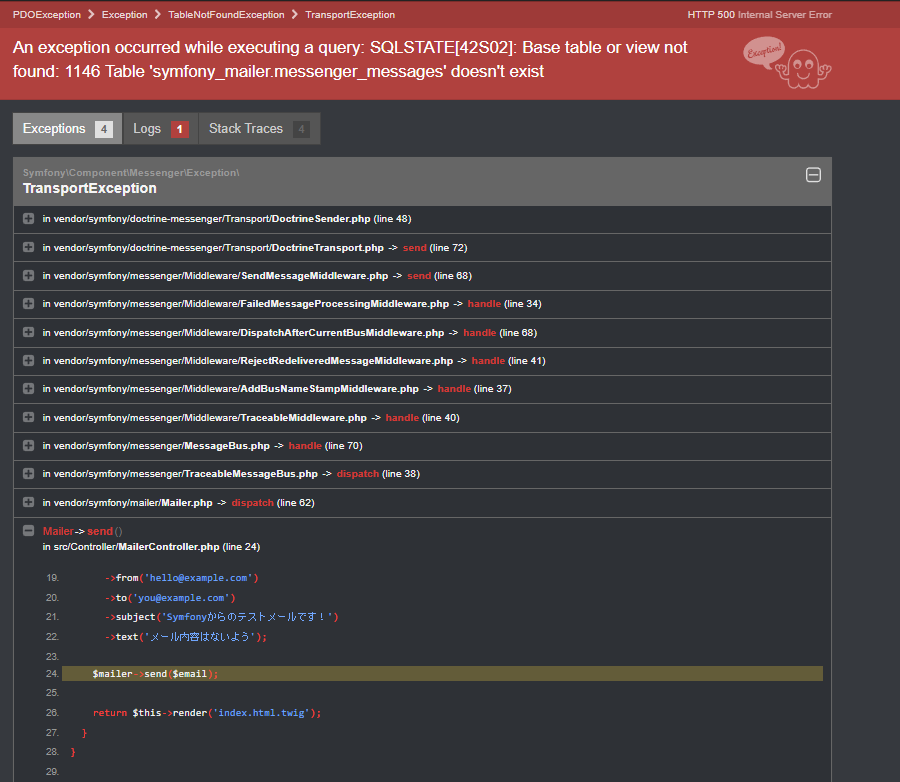 PDOException > Exception > TableNotFoundException > TransportException
HTTP 500 Internal Server Error
An exception occurred while executing a query: SQLSTATE[42S02]: Base table or view not
found: 1146 Table 'symfony_mailer.messenger_messages' doesn't exist
Exception!
Exceptions 4 Logs 1 Stack Traces 4
Symfony\Component\Messenger\Exception\
TransportException
in vendor/symfony/doctrine-messenger/Transport/DoctrineSender.php (line 48)
in vendor/symfony/doctrine-messenger/Transport/DoctrineTransport.php -> send (line 72)
in vendor/symfony/messenger/Middleware/SendMessageMiddleware.php -> send (line 68)
in vendor/symfony/messenger/Middleware/FailedMessageProcessingMiddleware.php -> handle (line 34)
in vendor/symfony/messenger/Middleware/DispatchAfterCurrentBusMiddleware.php -> handle (line 68)
in vendor/symfony/messenger/Middleware/RejectRedeliveredMessageMiddleware.php -> handle (line 41)
in vendor/symfony/messenger/Middleware/AddBusNameStampMiddleware.php -> handle (line 37)
in vendor/symfony/messenger/Middleware/TraceableMiddleware.php -> handle (line 40)
in vendor/symfony/messenger/MessageBus.php -> handle (line 70)
in vendor/symfony/messenger/TraceableMessageBus.php -> dispatch (line 38)
in vendor/symfony/mailer/Mailer.php -> dispatch (line 62)
Mailer->send()
in src/Controller/MailerController.php (line 24)
19. ->from('hello@example.com')
20. ->to('you@example.com')
21. ->subject('Symfonyからのテストメールです！')
22. ->text('メール内容はないよう');
23.
24. $mailer->send($email);
25.
26. return $this->render('index.html.twig');
27. }
28. }
29.